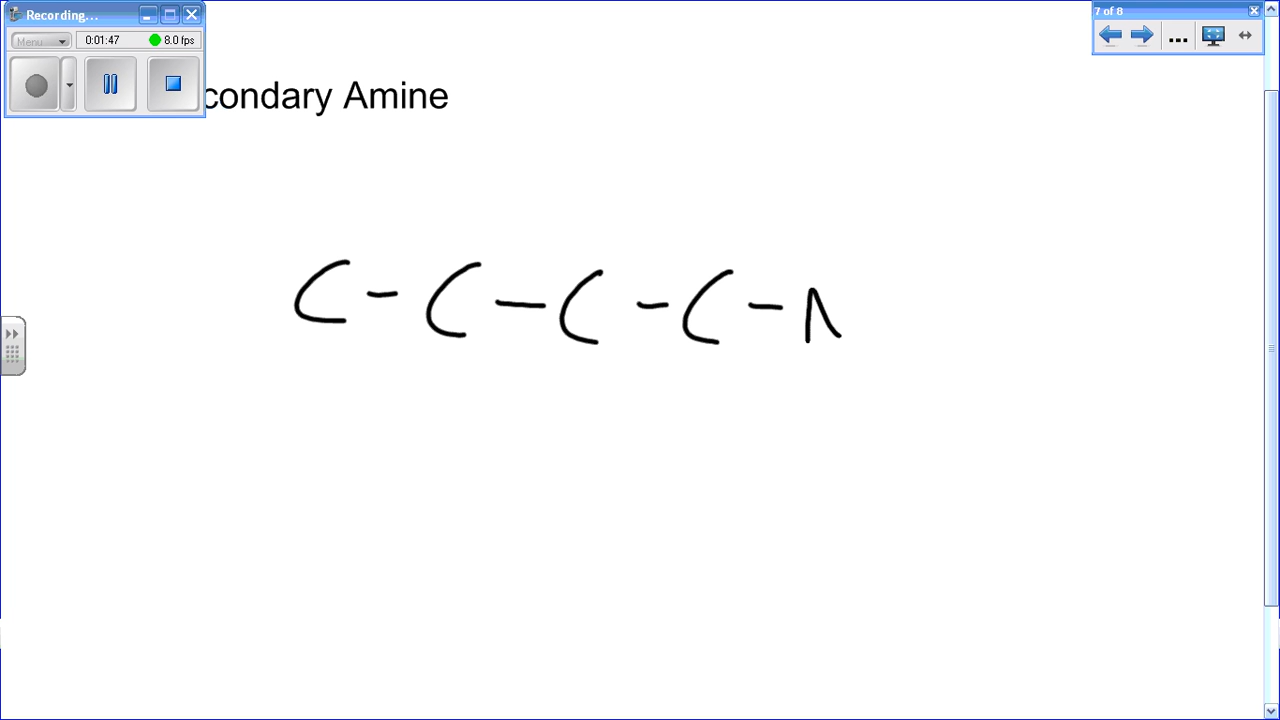 Recording...
7 of 8
Menu
0:01:47
8.0 fps
...
condary Amine
C - C - C - C -